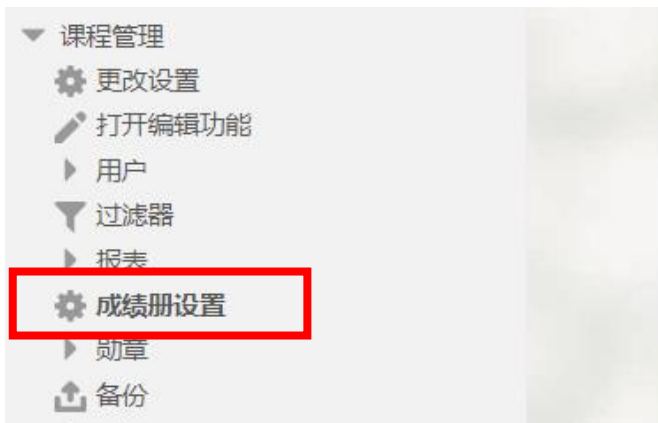 课程管理
更改设置
打开编辑功能
用户
过滤器
报表
成绩册设置
勋章
备份